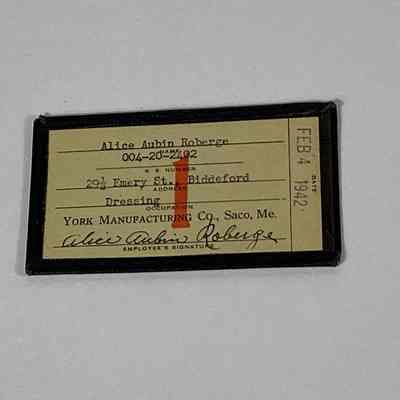 Alice Aubin Roberge
NAME
004-20-2402
S S NUMBER
29½ Emery St., Biddeford
ADDRESS
Dressing
OCCUPATION
YORK MANUFACTURING CO., SACO, ME.
Alice Aubin Roberge
EMPLOYEE'S SIGNATURE
FEB 4 1942
DATE